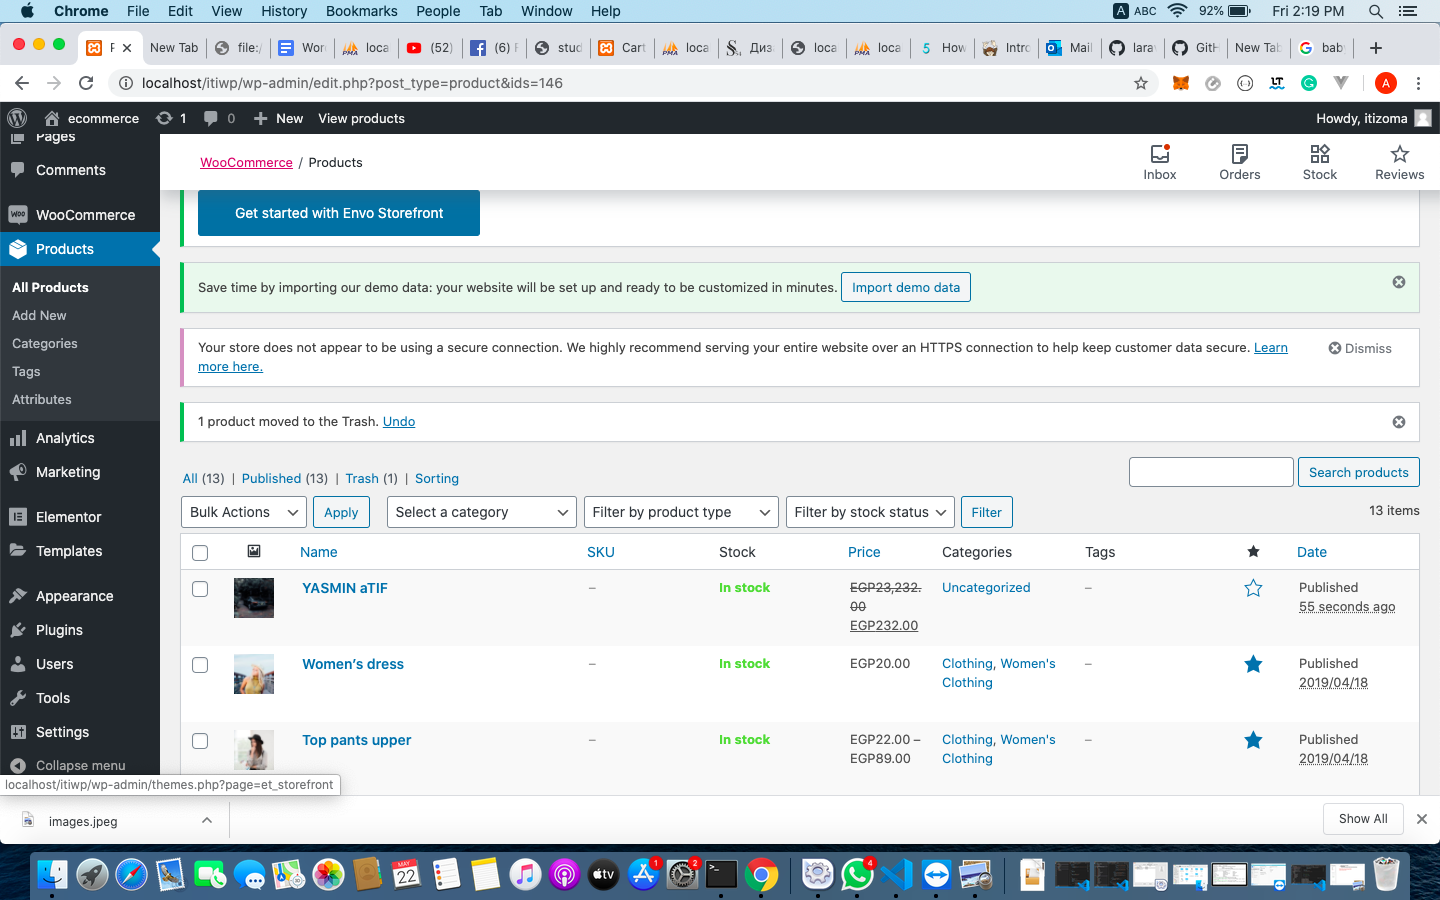 Chrome File Edit View History Bookmarks People Tab Window Help A ABC 92% Fri 2:19 PM
New Tab file:/ Wor loca (52) (6) F stud Cart loca Диз loca loca How Intro Mail larav GitH New Tab bab
localhost/itiwp/wp-admin/edit.php?post_type=product&ids=146 A
ecommerce 1 0 New View products Howdy, itizoma
Pages
Comments
WooCommerce
Products
All Products
Add New
Categories
Tags
Attributes
Analytics
Marketing
Elementor
Templates
Appearance
Plugins
Users
Tools
Settings
Collapse menu
WooCommerce / Products
Inbox Orders Stock Reviews
Get started with Envo Storefront
Save time by importing our demo data: your website will be set up and ready to be customized in minutes. Import demo data
Your store does not appear to be using a secure connection. We highly recommend serving your entire website over an HTTPS connection to help keep customer data secure. Learn
more here.
Dismiss
1 product moved to the Trash. Undo
All (13) | Published (13) | Trash (1) | Sorting
Search products
Bulk Actions Apply Select a category Filter by product type Filter by stock status Filter 13 items
Name SKU Stock Price Categories Tags Date
YASMIN aTIF – In stock EGP23,232. Uncategorized – Published
00 55 seconds ago
EGP232.00
Women's dress – In stock EGP20.00 Clothing, Women's – Published
Clothing 2019/04/18
Top pants upper – In stock EGP22.00 – Clothing, Women's – Published
EGP89.00 Clothing 2019/04/18
localhost/itiwp/wp-admin/themes.php?page=et_storefront
images.jpeg Show All
MAY
22
tv
1
2
4